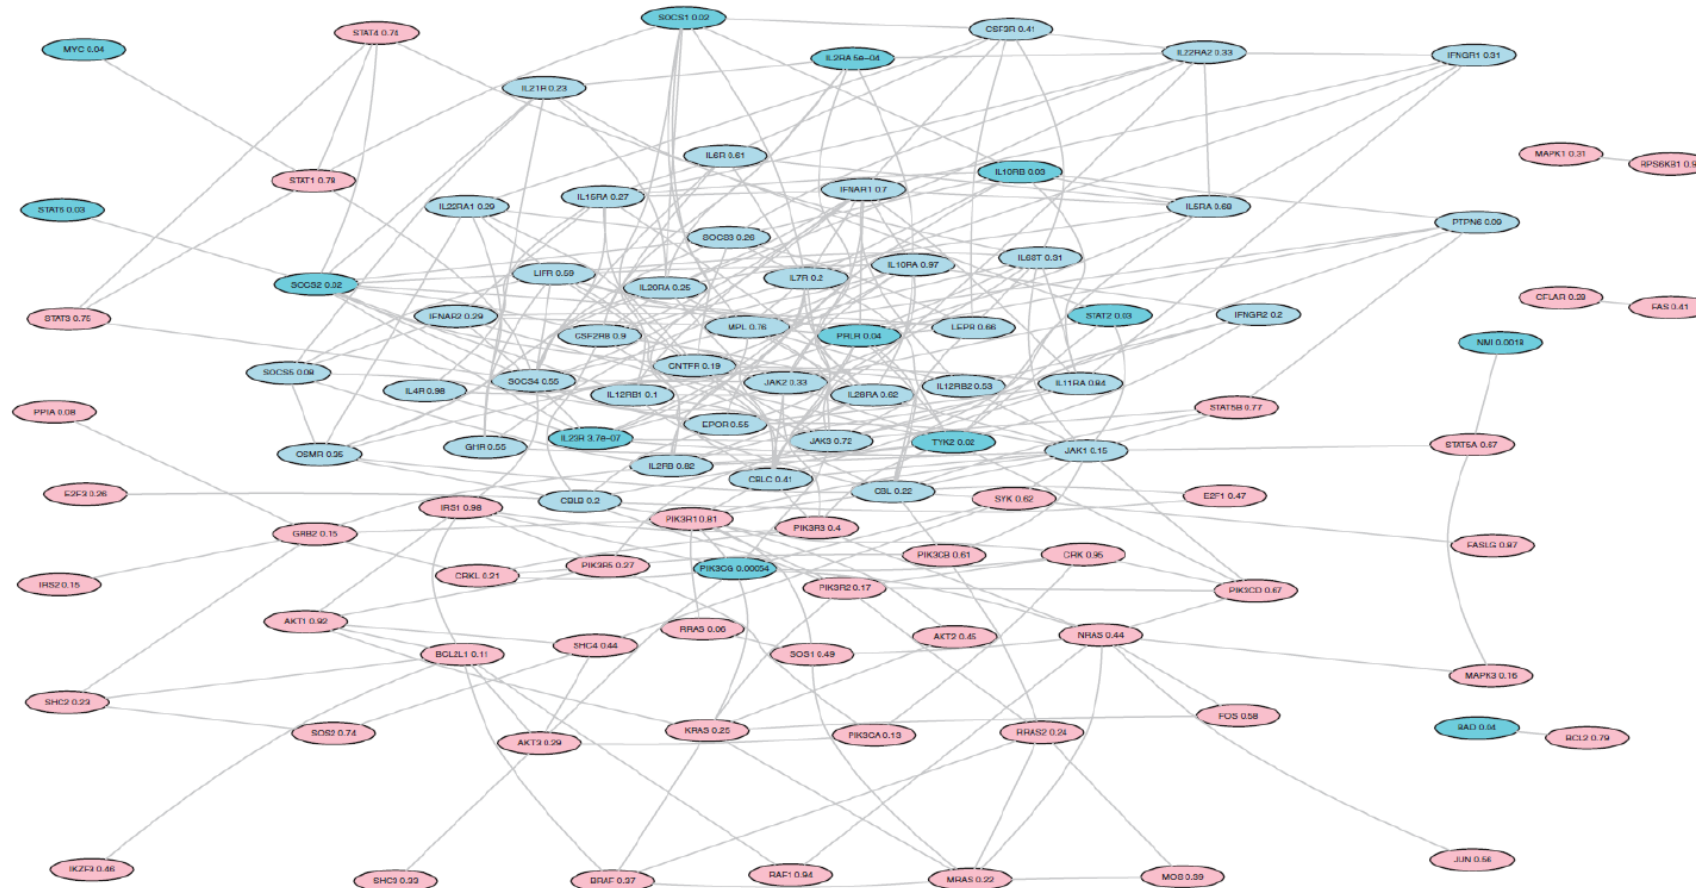 SOCS1 0.02
STAT4 0.74
CSF3R 0.41
MYC 0.04
IL2RA 5e-04
IL22RA2 0.33
IFNGR1 0.31
IL21R 0.23
IL6R 0.61
MAPK1 0.31
RPS6KB1
IL10RB 0.03
STAT1 0.78
IL15RA 0.27
IFNAR1 0.7
IL22RA1 0.29
IL5RA 0.69
STAT6 0.03
PTPN6 0.09
SOCS3 0.26
IL6ST 0.31
IL10RA 0.97
LIFR 0.59
IL7R 0.2
SOCS2 0.02
IL20RA 0.25
CFLAR 0.29
FAS 0.41
STAT3 0.75
IFNAR2 0.29
STAT2 0.03
IFNGR2 0.2
CSF2RB 0.9
MPL 0.76
PRLR 0.04
LEPR 0.66
NMI 0.0018
SOCS5 0.09
CNTFR 0.19
IL4R 0.98
SOCS4 0.55
IL12RB1 0.1
JAK2 0.33
IL28RA 0.62
IL12RB2 0.53
IL11RA 0.84
PPIA 0.08
STAT5B 0.77
EPOR 0.55
OSMR 0.35
GHR 0.55
IL23R 3.7e-07
JAK3 0.72
TYK2 0.02
JAK1 0.15
STAT5A 0.67
IL2RB 0.82
CBLC 0.41
E2F3 0.26
CBLB 0.2
CBL 0.22
SYK 0.62
E2F1 0.47
IRS1 0.98
PIK3R1 0.81
PIK3R3 0.4
GRB2 0.15
FASLG 0.87
IRS2 0.15
CRKL 0.21
PIK3R5 0.27
PIK3CG 0.00054
PIK3CB 0.61
CRK 0.95
PIK3R2 0.17
PIK3CD 0.67
AKT1 0.92
RRAS 0.06
BCL2L1 0.11
SHC4 0.44
SOS1 0.49
AKT2 0.45
NRAS 0.44
MAPK3 0.16
SHC2 0.23
SOS2 0.74
AKT3 0.29
KRAS 0.25
PIK3CA 0.13
RRAS2 0.24
FOS 0.58
BAD 0.04
BCL2 0.79
IKZF3 0.46
SHC3 0.33
BRAF 0.37
RAF1 0.94
MRAS 0.22
MOS 0.39
JUN 0.56